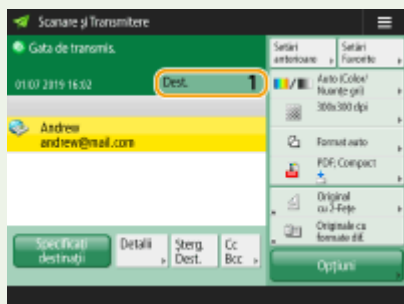 Scanare și Transmitere
Gata de transmis.
01/07 2019 16:02
Dest. 1
Andrew
andrew@mail.com
Specificați
destinații
Detalii
Șterg.
Dest.
Cc
Bcc
Setări
anterioare
Setări
Favorite
Auto (Color/
Nuanțe gri)
300x300 dpi
Format auto
PDF; Compact
Original
cu 2-Fețe
Originale cu
formate dif.
Opțiuni